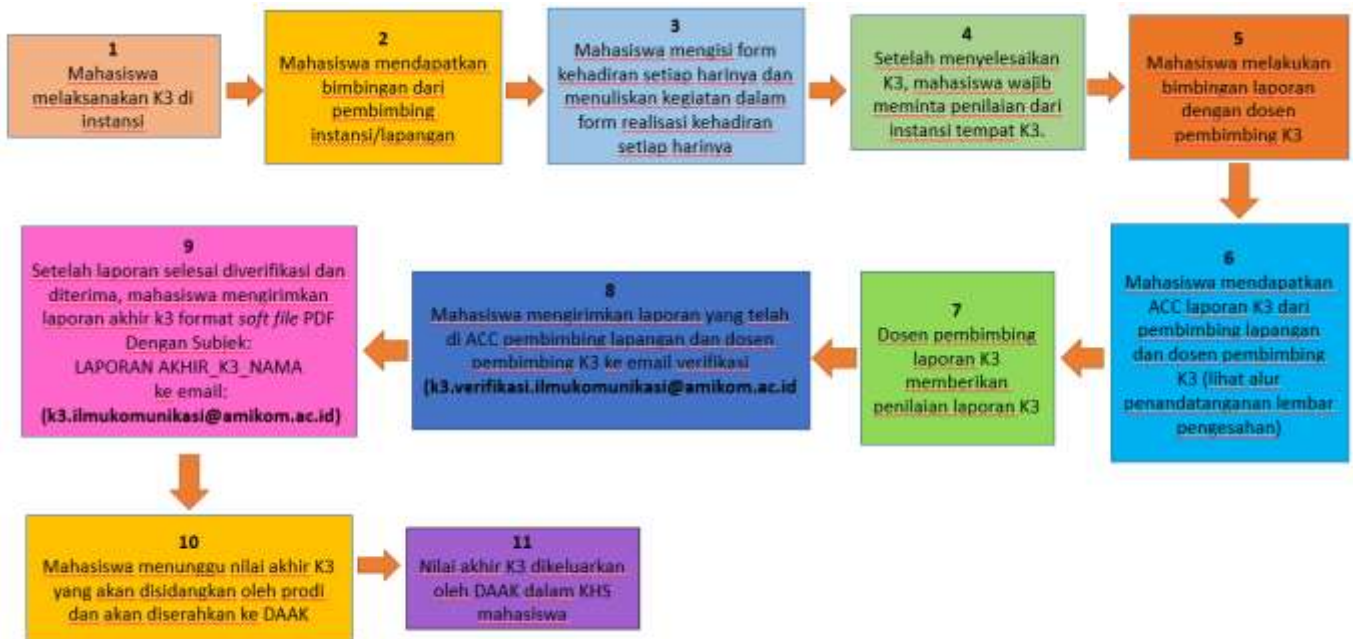 1
Mahasiswa
melaksanakan K3 di
instansi
2
Mahasiswa mendapatkan
bimbingan dari
pembimbing
instansi/lapangan
3
Mahasiswa mengisi form
kehadiran setiap harinya dan
menuliskan kegiatan dalam
form realisasi kehadiran
setiap harinya
4
Setelah menyelesaikan
K3, mahasiswa wajib
meminta penilaian dari
instansi tempat K3.
5
Mahasiswa melakukan
bimbingan laporan
dengan dosen
pembimbing K3
6
Mahasiswa mendapatkan
ACC laporan K3 dari
pembimbing lapangan
dan dosen pembimbing
K3 (lihat alur
penandatanganan lembar
pengesahan)
7
Dosen pembimbing
laporan K3
memberikan
penilaian laporan K3
8
Mahasiswa mengirimkan laporan yang telah
di ACC pembimbing lapangan dan dosen
pembimbing K3 ke email verifikasi
(k3.verifikasi.ilmukomunikasi@amikom.ac.id
9
Setelah laporan selesai diverifikasi dan
diterima, mahasiswa mengirimkan
laporan akhir k3 format soft file PDF
Dengan Subjek:
LAPORAN AKHIR_K3_NAMA
ke email:
(k3.ilmukomunikasi@amikom.ac.id)
10
Mahasiswa menunggu nilai akhir K3
yang akan disidangkan oleh prodi
dan akan diserahkan ke DAAK
11
Nilai akhir K3 dikeluarkan
oleh DAAK dalam KHS
mahasiswa